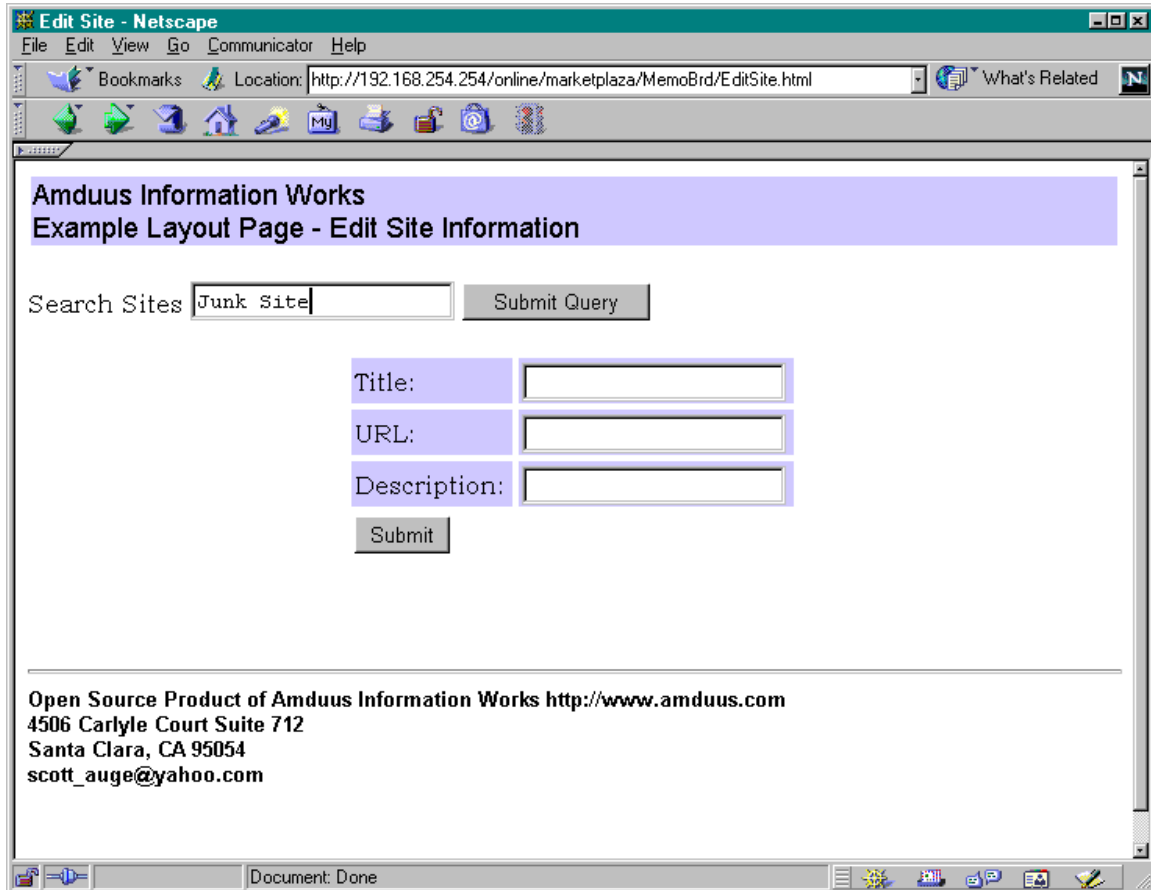 Edit Site - Netscape
File Edit View Go Communicator Help
Bookmarks Location: http://192.168.254.254/online/marketplaza/MemoBrd/EditSite.html What's Related N
My
Amduus Information Works
Example Layout Page - Edit Site Information
Search Sites Junk Site Submit Query
Title:
URL:
Description:
Submit
Open Source Product of Amduus Information Works http://www.amduus.com
4506 Carlyle Court Suite 712
Santa Clara, CA 95054
scott_auge@yahoo.com
Document: Done